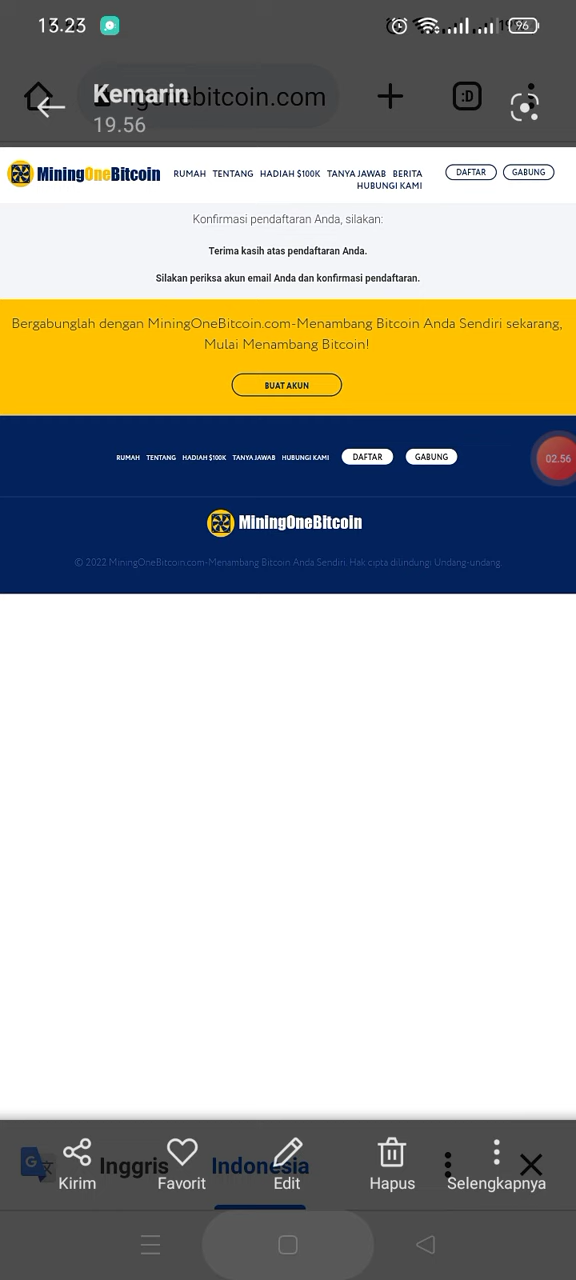 13.23
96
Kemarin
19.56
onebitcoin.com
:D
MiningOneBitcoin
RUMAH TENTANG HADIAH $100K TANYA JAWAB BERITA
HUBUNGI KAMI
DAFTAR
GABUNG
Konfirmasi pendaftaran Anda, silakan:
Terima kasih atas pendaftaran Anda.
Silakan periksa akun email Anda dan konfirmasi pendaftaran.
Bergabunglah dengan MiningOneBitcoin.com-Menambang Bitcoin Anda Sendiri sekarang,
Mulai Menambang Bitcoin!
BUAT AKUN
RUMAH TENTANG HADIAH $100K TANYA JAWAB HUBUNGI KAMI DAFTAR GABUNG
02.56
MiningOneBitcoin
© 2022 MiningOneBitcoin.com-Menambang Bitcoin Anda Sendiri. Hak cipta dilindungi Undang-undang.
Inggris Indonesia
Kirim Favorit Edit Hapus Selengkapnya